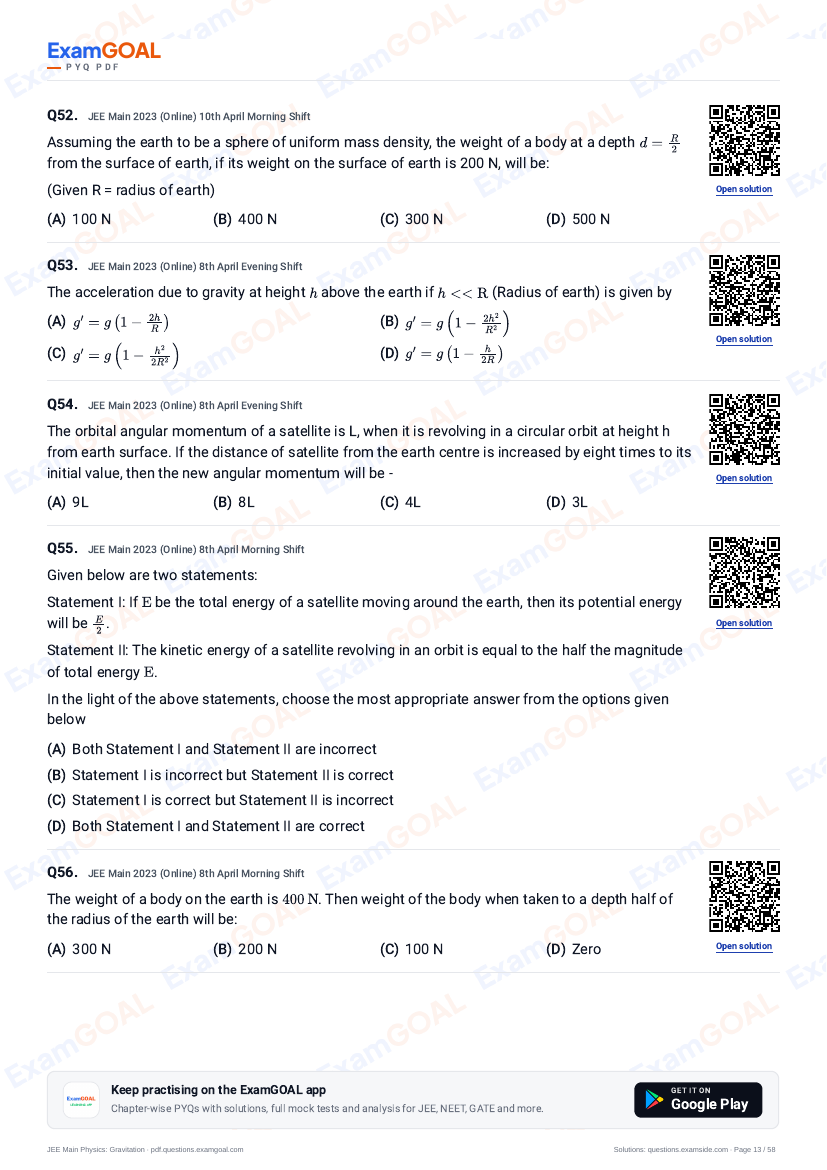 ExamGOAL
PYQ PDF
Q52. JEE Main 2023 (Online) 10th April Morning Shift
Assuming the earth to be a sphere of uniform mass density, the weight of a body at a depth d = R/2
from the surface of earth, if its weight on the surface of earth is 200 N, will be:
(Given R = radius of earth)
(A) 100 N (B) 400 N (C) 300 N (D) 500 N
Open solution
Q53. JEE Main 2023 (Online) 8th April Evening Shift
The acceleration due to gravity at height h above the earth if h << R (Radius of earth) is given by
(A) g′ = g(1 − 2h/R) (B) g′ = g(1 − 2h²/R²)
(C) g′ = g(1 − h²/2R²) (D) g′ = g(1 − h/2R)
Open solution
Q54. JEE Main 2023 (Online) 8th April Evening Shift
The orbital angular momentum of a satellite is L, when it is revolving in a circular orbit at height h
from earth surface. If the distance of satellite from the earth centre is increased by eight times to its
initial value, then the new angular momentum will be -
(A) 9L (B) 8L (C) 4L (D) 3L
Open solution
Q55. JEE Main 2023 (Online) 8th April Morning Shift
Given below are two statements:
Statement I: If E be the total energy of a satellite moving around the earth, then its potential energy
will be E/2.
Statement II: The kinetic energy of a satellite revolving in an orbit is equal to the half the magnitude
of total energy E.
In the light of the above statements, choose the most appropriate answer from the options given
below
(A) Both Statement I and Statement II are incorrect
(B) Statement I is incorrect but Statement II is correct
(C) Statement I is correct but Statement II is incorrect
(D) Both Statement I and Statement II are correct
Open solution
Q56. JEE Main 2023 (Online) 8th April Morning Shift
The weight of a body on the earth is 400 N. Then weight of the body when taken to a depth half of
the radius of the earth will be:
(A) 300 N (B) 200 N (C) 100 N (D) Zero
Open solution
ExamGOAL
Keep practising on the ExamGOAL app
Chapter-wise PYQs with solutions, full mock tests and analysis for JEE, NEET, GATE and more.
GET IT ON
Google Play
JEE Main Physics: Gravitation · pdf.questions.examgoal.com
Solutions: questions.examside.com · Page 13 / 58